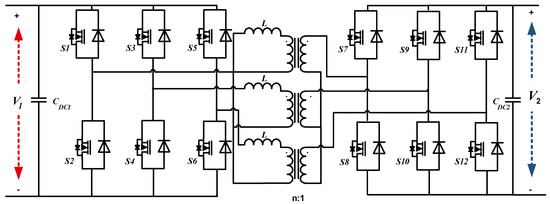 + + 
S1 S3 S5 L S7 S9 S11
V1 CDC1 L CDC2 V2
S2 S4 S6 L S8 S10 S12
- -
n:1